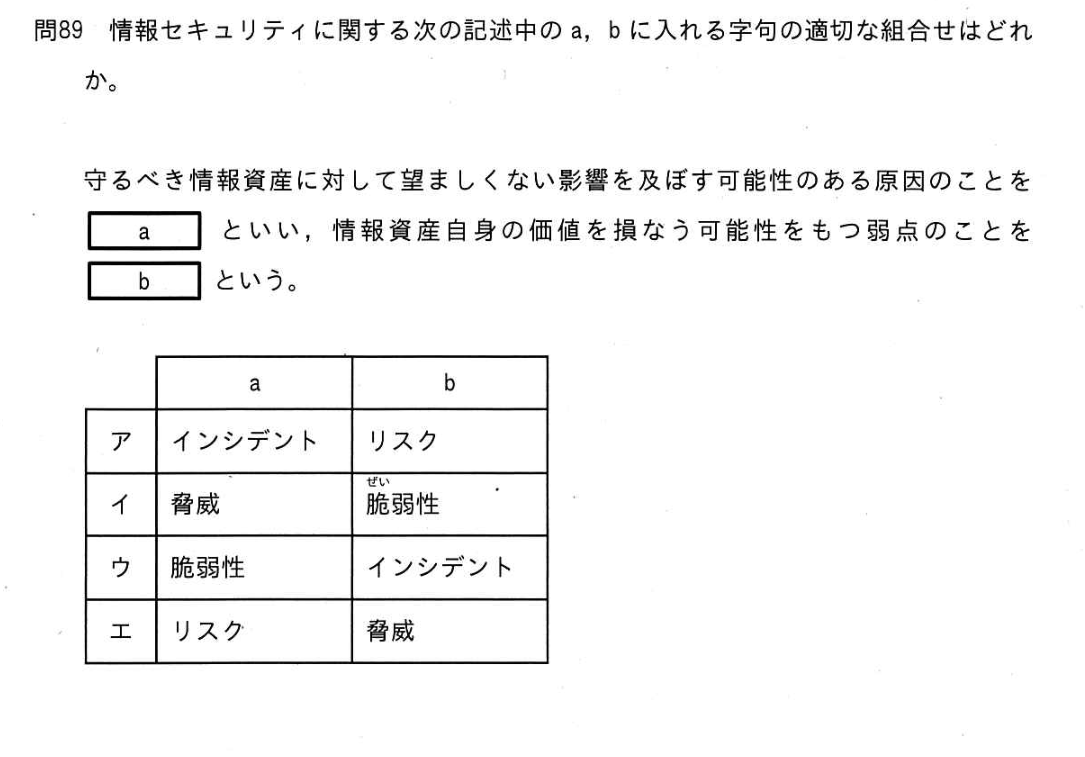 問89 情報セキュリティに関する次の記述中の a，b に入れる字句の適切な組合せはどれ
か。
守るべき情報資産に対して望ましくない影響を及ぼす可能性のある原因のことを
a といい，情報資産自身の価値を損なう可能性をもつ弱点のことを
b という。
a b
ア インシデント リスク
ぜい
イ 脅威 脆弱性
ウ 脆弱性 インシデント
エ リスク 脅威